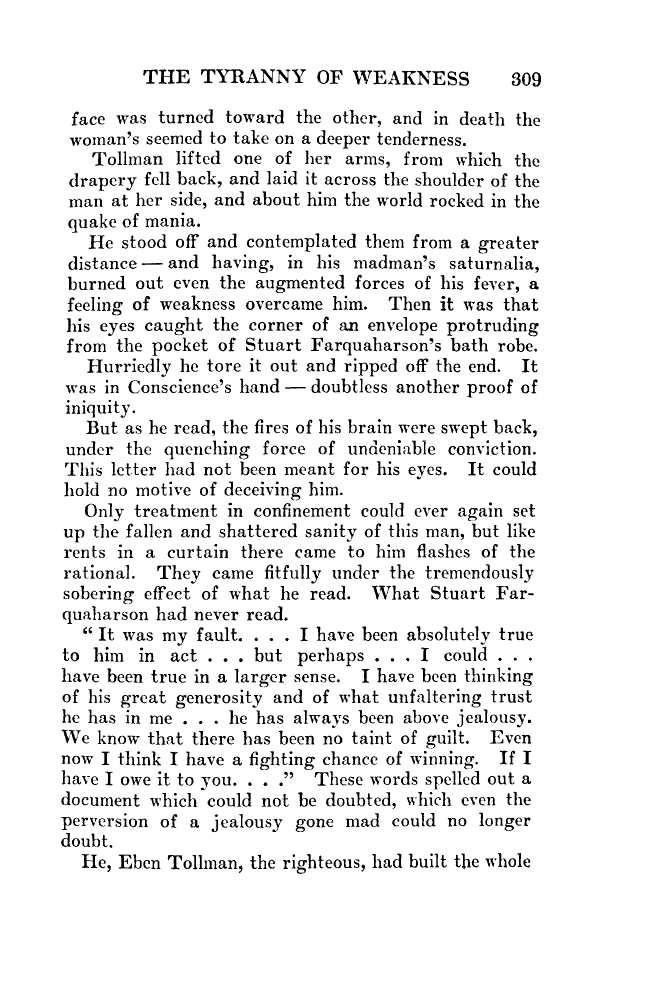 THE TYRANNY OF WEAKNESS 309
face was turned toward the other, and in death the
woman's seemed to take on a deeper tenderness.
Tollman lifted one of her arms, from which the
drapery fell back, and laid it across the shoulder of the
man at her side, and about him the world rocked in the
quake of mania.
He stood off and contemplated them from a greater
distance — and having, in his madman's saturnalia,
burned out even the augmented forces of his fever, a
feeling of weakness overcame him. Then it was that
his eyes caught the corner of an envelope protruding
from the pocket of Stuart Farquaharson's bath robe.
Hurriedly he tore it out and ripped off the end. It
was in Conscience's hand — doubtless another proof of
iniquity.
But as he read, the fires of his brain were swept back,
under the quenching force of undeniable conviction.
This letter had not been meant for his eyes. It could
hold no motive of deceiving him.
Only treatment in confinement could ever again set
up the fallen and shattered sanity of this man, but like
rents in a curtain there came to him flashes of the
rational. They came fitfully under the tremendously
sobering effect of what he read. What Stuart Far-
quaharson had never read.
"It was my fault. . . . I have been absolutely true
to him in act . . . but perhaps . . . I could . . .
have been true in a larger sense. I have been thinking
of his great generosity and of what unfaltering trust
he has in me . . . he has always been above jealousy.
We know that there has been no taint of guilt. Even
now I think I have a fighting chance of winning. If I
have I owe it to you. . . ." These words spelled out a
document which could not be doubted, which even the
perversion of a jealousy gone mad could no longer
doubt.
He, Eben Tollman, the righteous, had built the whole